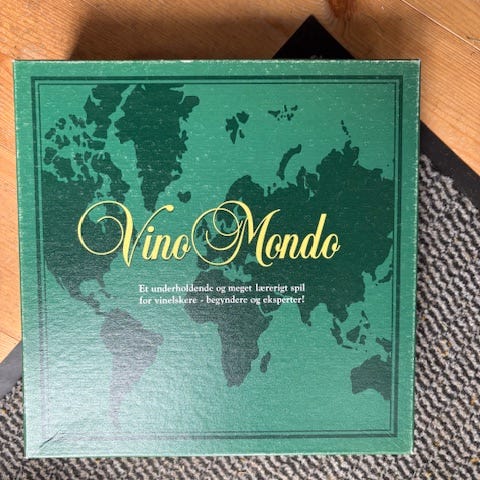 Vino Mondo
Et underholdende og meget lærerigt spil
for vinelskere - begyndere og eksperter!